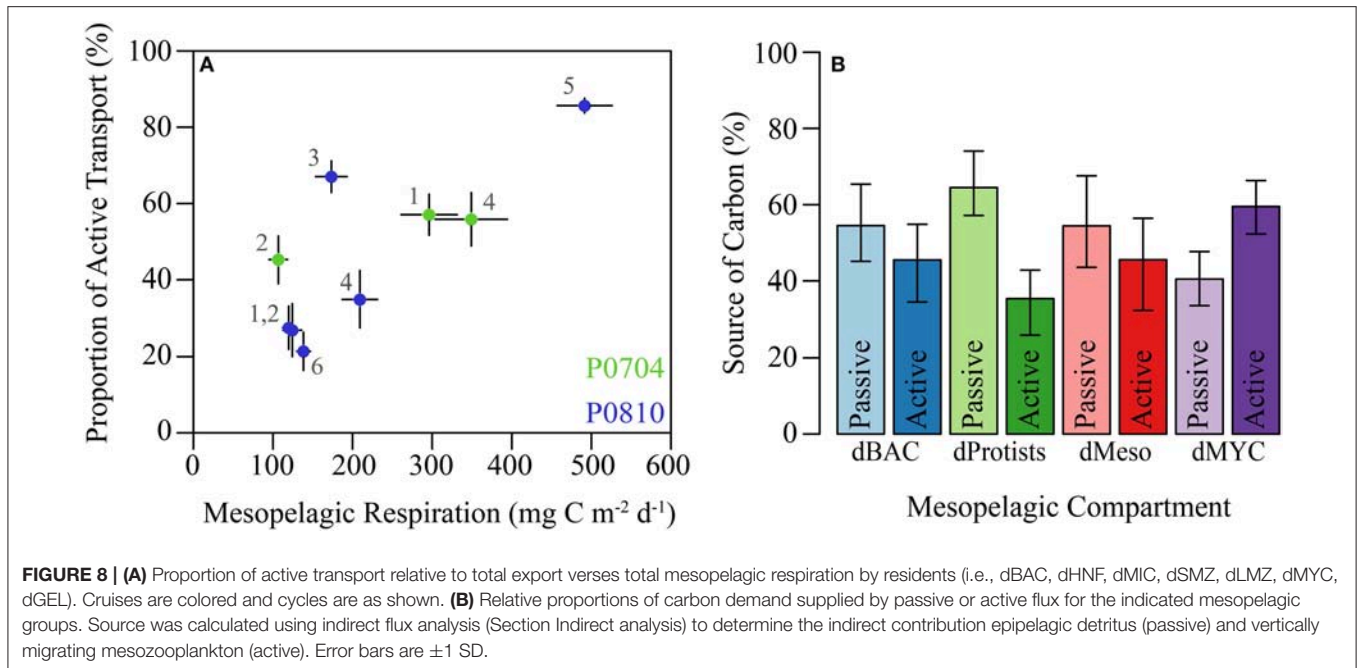 A
Proportion of Active Transport (%)
100
80
60
40
20
0
5
3
1
4
2
4
1,2
6
P0704
P0810
0 100 200 300 400 500 600
Mesopelagic Respiration (mg C m⁻² d⁻¹)
B
Source of Carbon (%)
100
80
60
40
20
0
Passive Active Passive Active Passive Active Passive Active
dBAC dProtists dMeso dMYC
Mesopelagic Compartment
FIGURE 8 | (A) Proportion of active transport relative to total export verses total mesopelagic respiration by residents (i.e., dBAC, dHNF, dMIC, dSMZ, dLMZ, dMYC,
dGEL). Cruises are colored and cycles are as shown. (B) Relative proportions of carbon demand supplied by passive or active flux for the indicated mesopelagic
groups. Source was calculated using indirect flux analysis (Section Indirect analysis) to determine the indirect contribution epipelagic detritus (passive) and vertically
migrating mesozooplankton (active). Error bars are ±1 SD.